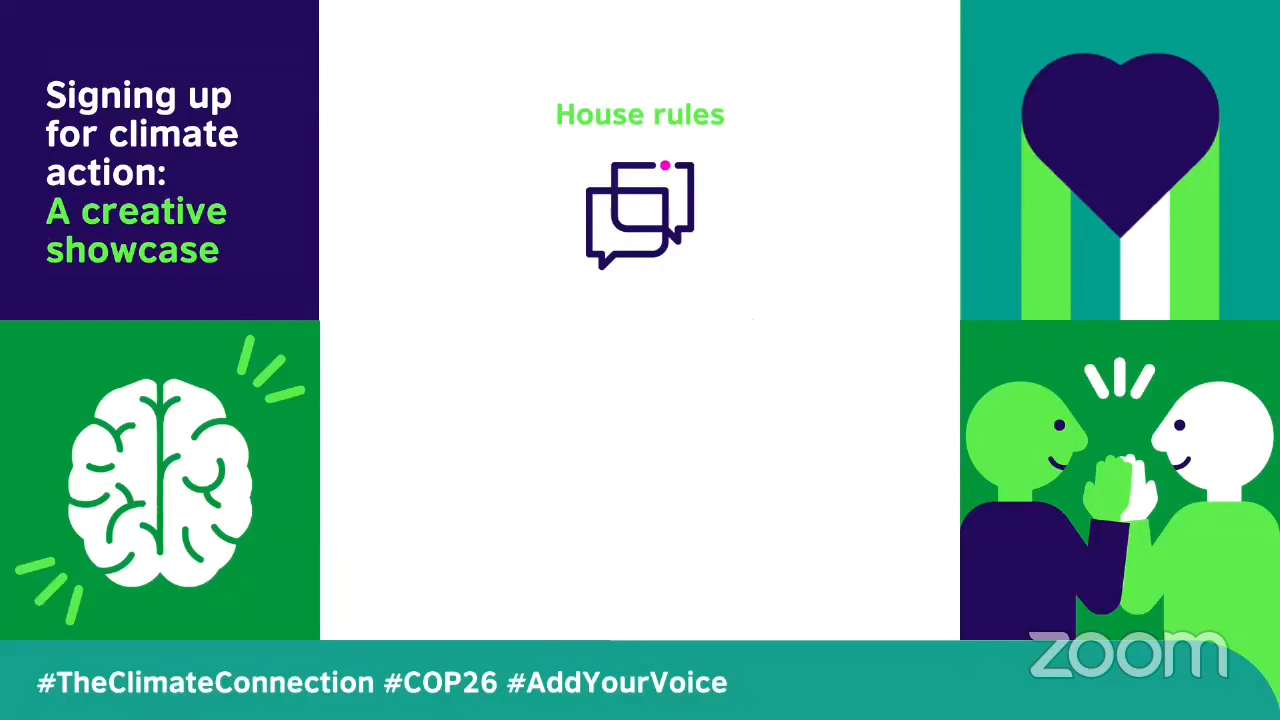 Signing up
for climate
action:
A creative
showcase
House rules
#TheClimateConnection #COP26 #AddYourVoice
zoom